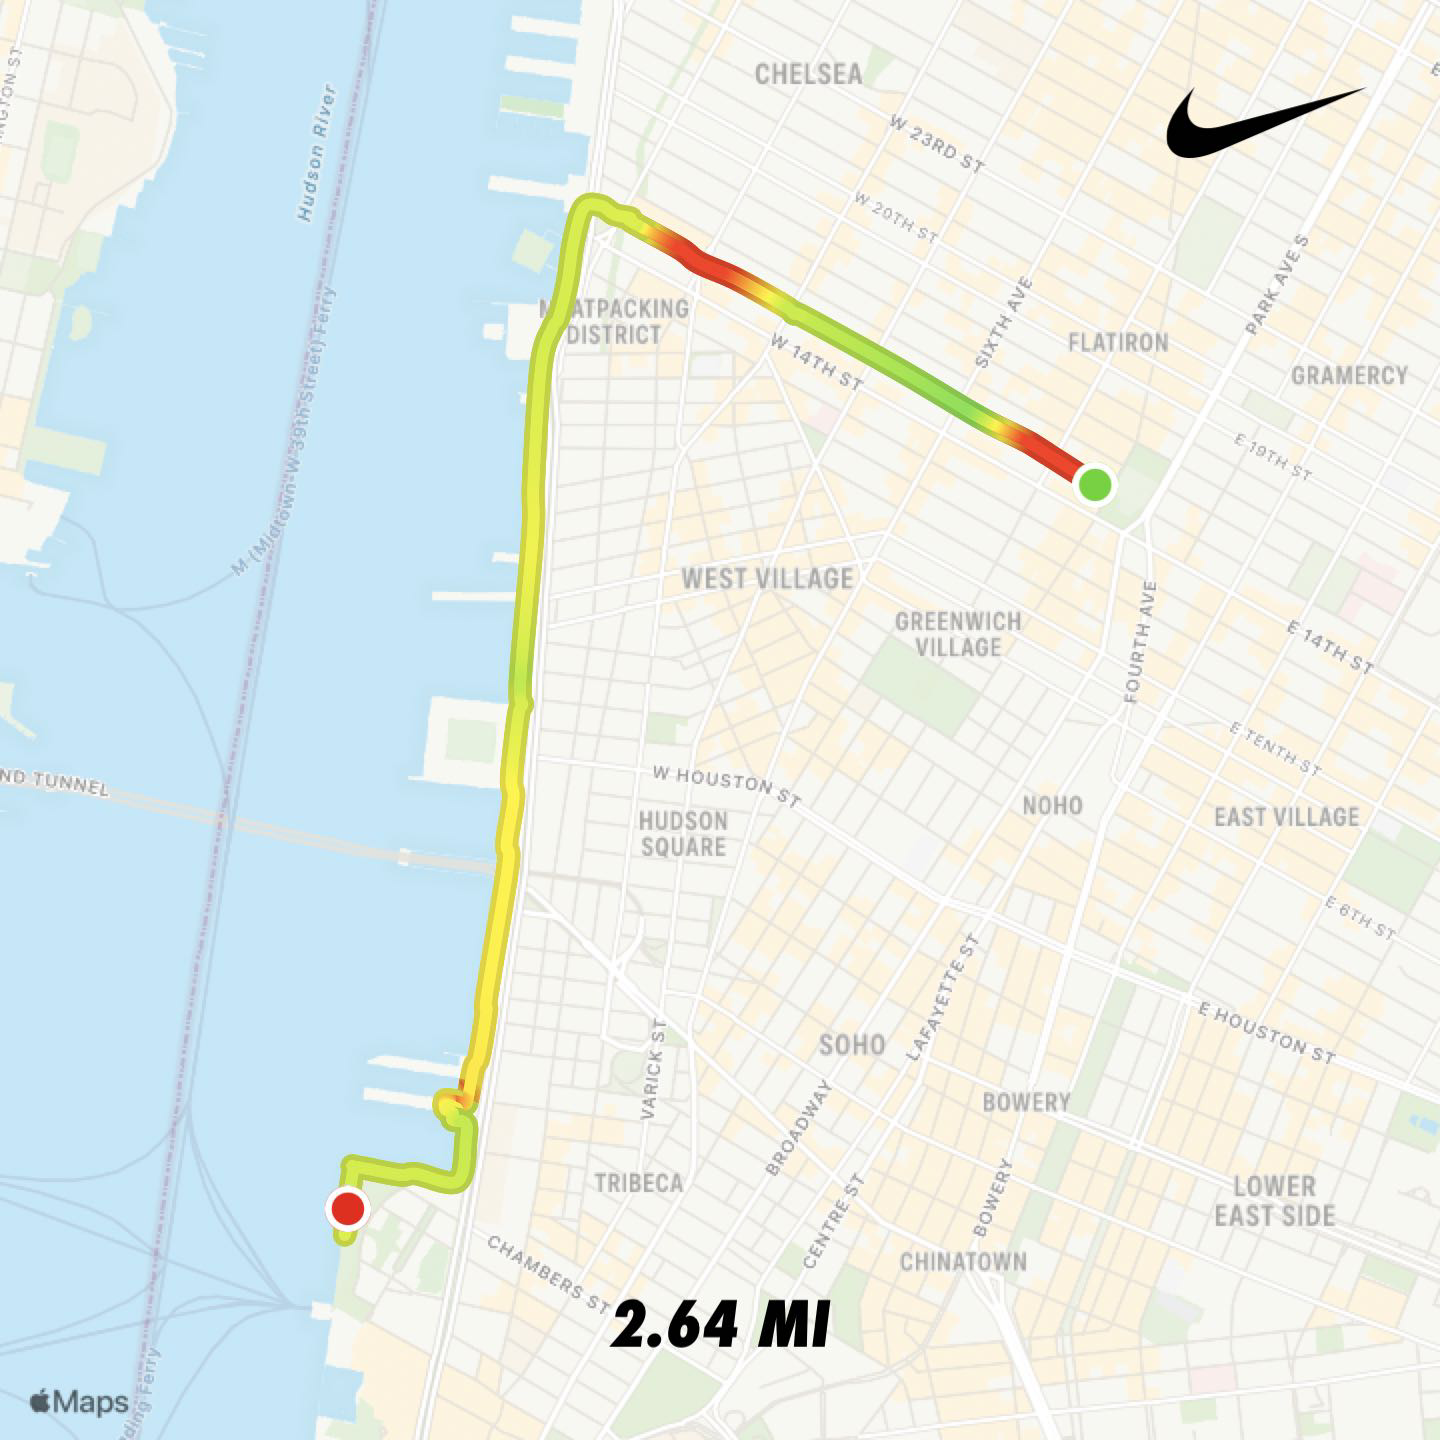 CHELSEA
NGTON ST
Hudson River
W 23RD ST
W 20TH ST
PARK AVE S
SIXTH AVE
M (Midtown-W 39th Street) Ferry
ATPACKING
DISTRICT
FLATIRON
W 14TH ST
GRAMERCY
E 19TH ST
WEST VILLAGE
GREENWICH
VILLAGE
FOURTH AVE
E 14TH ST
E TENTH ST
ND TUNNEL
W HOUSTON ST
NOHO
HUDSON
SQUARE
EAST VILLAGE
E 6TH ST
LAFAYETTE ST
E HOUSTON ST
SOHO
VARICK ST
BROADWAY
BOWERY
TRIBECA
CENTRE ST
BOWERY
LOWER
EAST SIDE
CHAMBERS ST
CHINATOWN
2.64 MI
Maps
ding Ferry